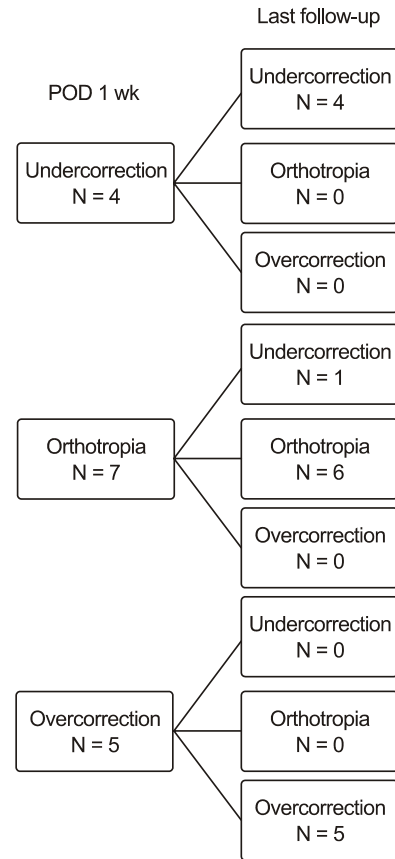 Last follow-up
POD 1 wk
Undercorrection
N = 4
Undercorrection
N = 4
Orthotropia
N = 0
Overcorrection
N = 0
Orthotropia
N = 7
Undercorrection
N = 1
Orthotropia
N = 6
Overcorrection
N = 0
Overcorrection
N = 5
Undercorrection
N = 0
Orthotropia
N = 0
Overcorrection
N = 5